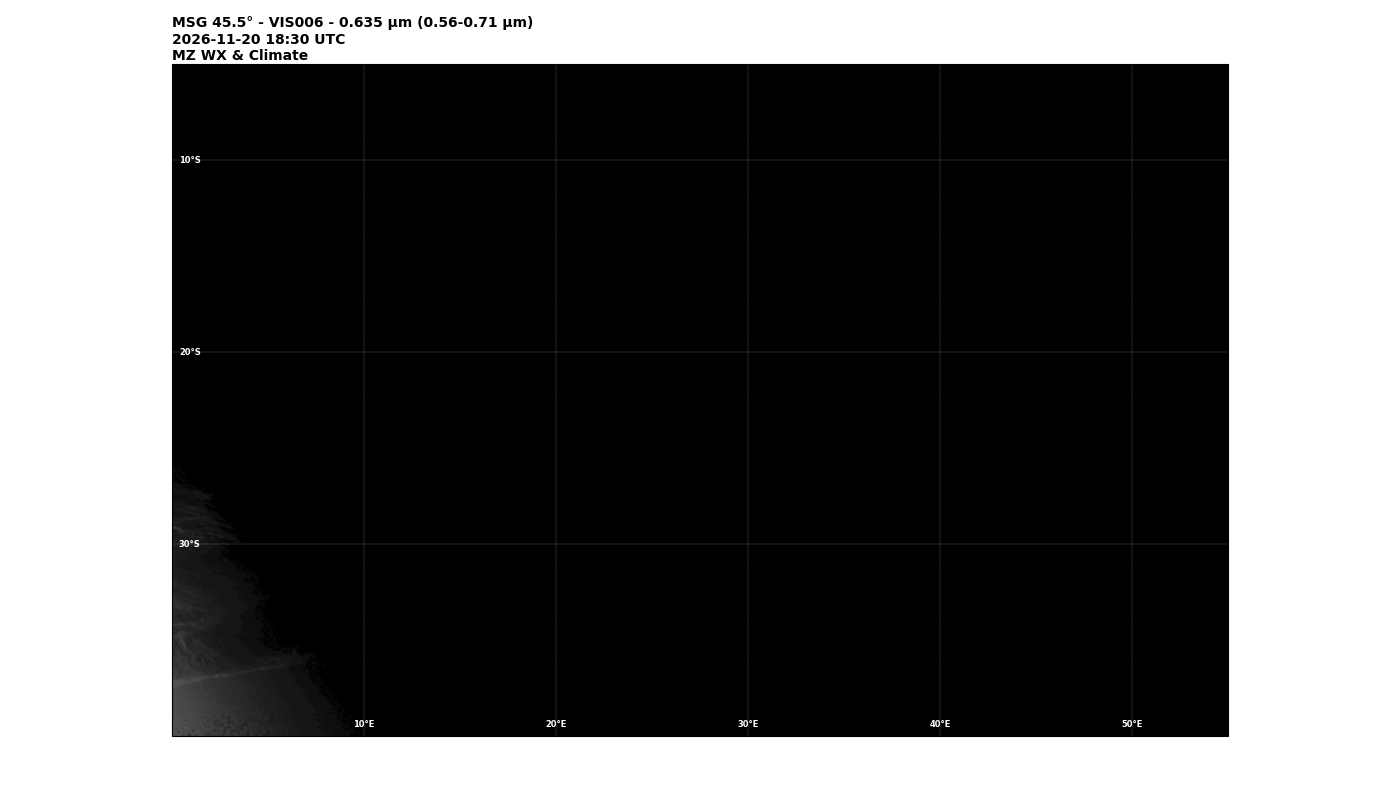 MSG 45.5° - VIS006 - 0.635 µm (0.56-0.71 µm)
2026-11-20 18:30 UTC
MZ WX & Climate
10°S
20°S
30°S
10°E 20°E 30°E 40°E 50°E